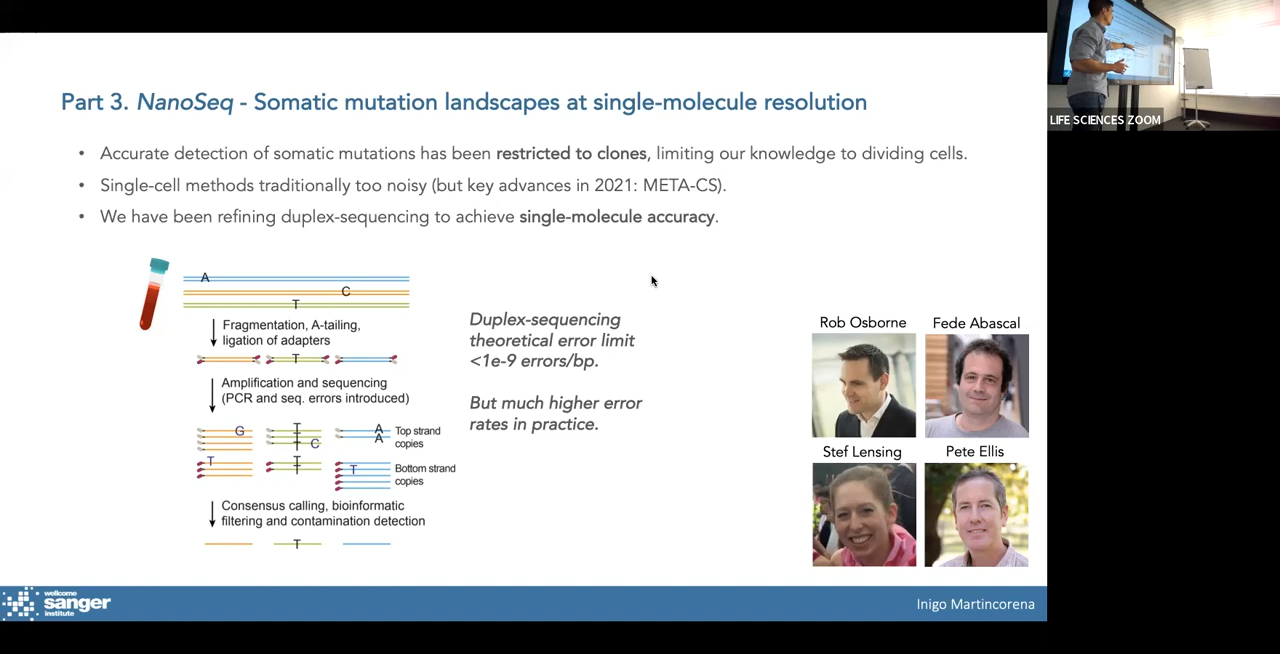 Part 3. NanoSeq - Somatic mutation landscapes at single-molecule resolution
• Accurate detection of somatic mutations has been restricted to clones, limiting our knowledge to dividing cells.
• Single-cell methods traditionally too noisy (but key advances in 2021: META-CS).
• We have been refining duplex-sequencing to achieve single-molecule accuracy.
A
C
T
Fragmentation, A-tailing,
ligation of adapters
T
Amplification and sequencing
(PCR and seq. errors introduced)
G
T
T
T
C
A
A
Top strand
copies
T
T
T
T
Bottom strand
copies
Consensus calling, bioinformatic
filtering and contamination detection
T
Duplex-sequencing
theoretical error limit
<1e-9 errors/bp.
But much higher error
rates in practice.
Rob Osborne
Fede Abascal
Stef Lensing
Pete Ellis
wellcome
sanger
institute
Inigo Martincorena
LIFE SCIENCES ZOOM